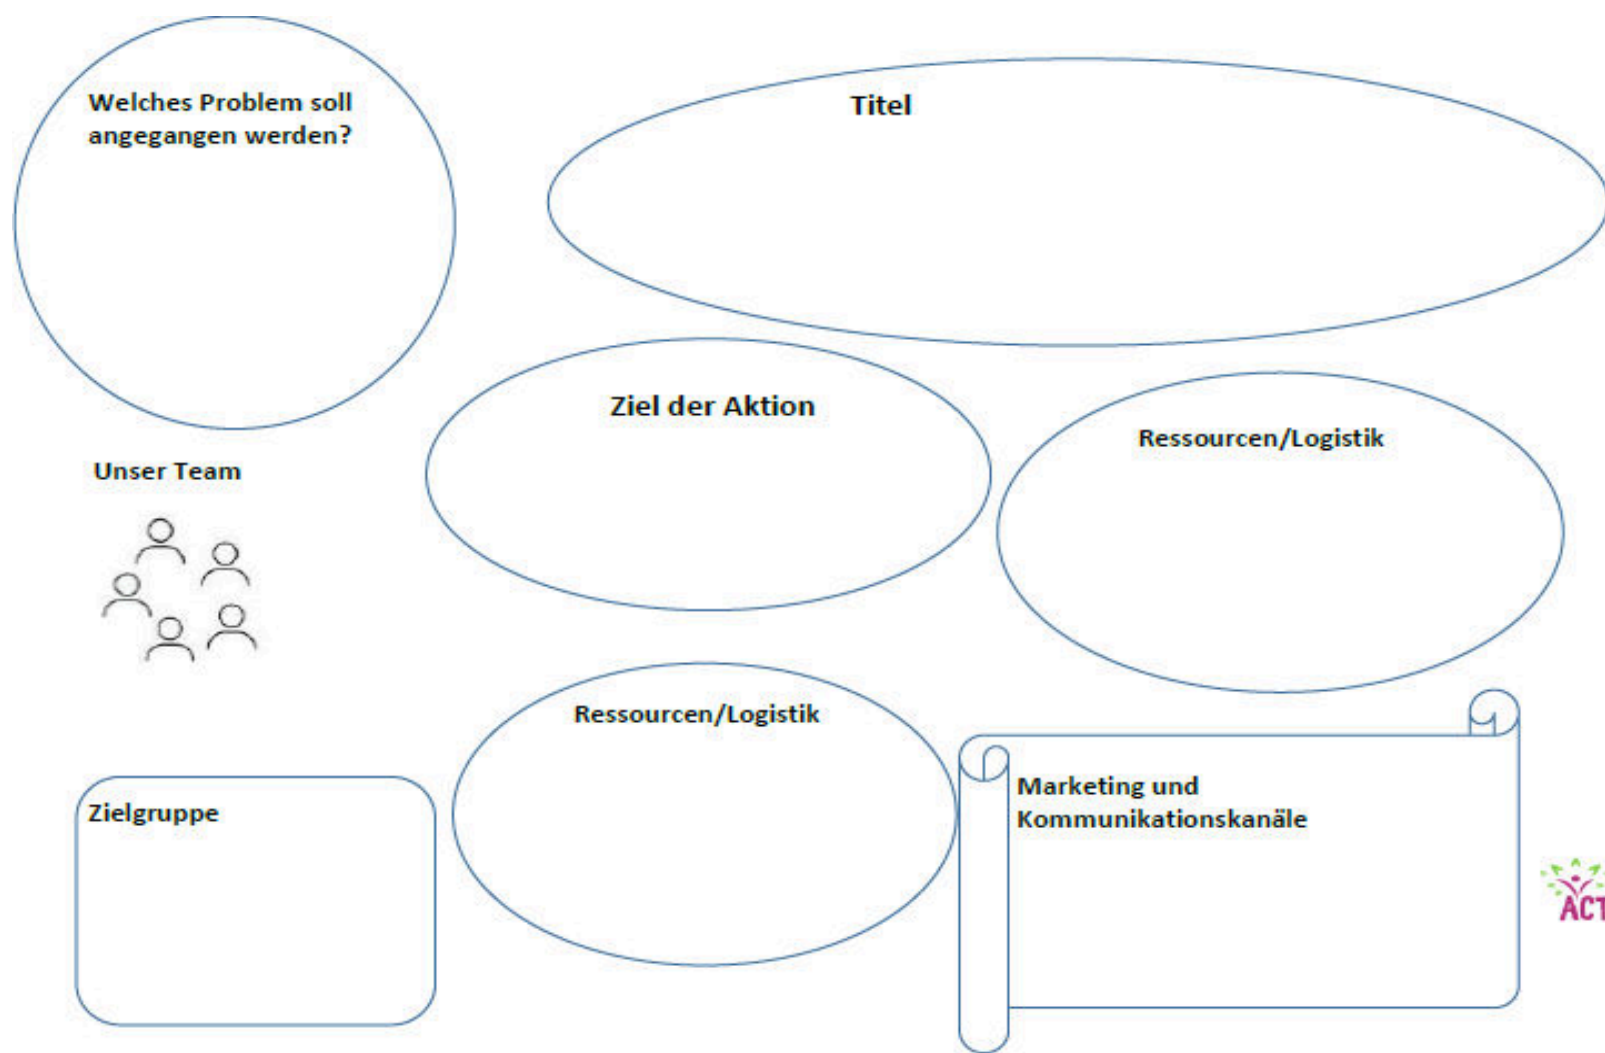 Welches Problem soll
angegangen werden?
Titel
Ziel der Aktion
Ressourcen/Logistik
Unser Team
Ressourcen/Logistik
Zielgruppe
Marketing und
Kommunikationskanäle
ACT